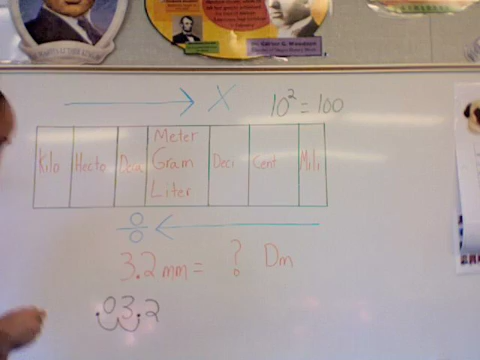 → X 10² = 100
Kilo Hecto Deca Meter Gram Liter Deci Cent Mili
÷ ←
3.2 mm = ? Dm
.03.2